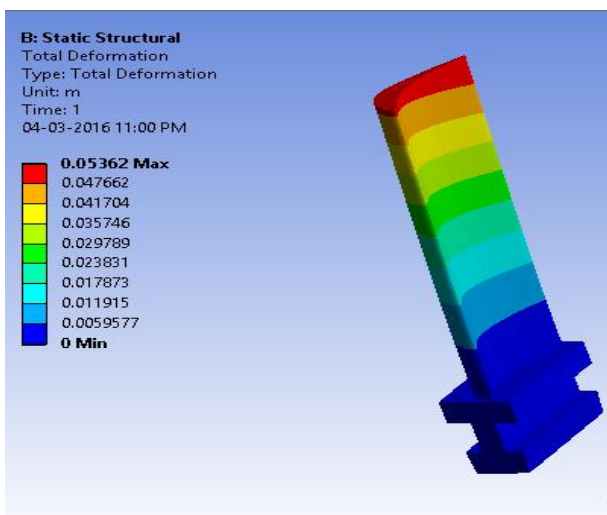 B: Static Structural
Total Deformation
Type: Total Deformation
Unit: m
Time: 1
04-03-2016 11:00 PM
0.05362 Max
0.047662
0.041704
0.035746
0.029789
0.023831
0.017873
0.011915
0.0059577
0 Min